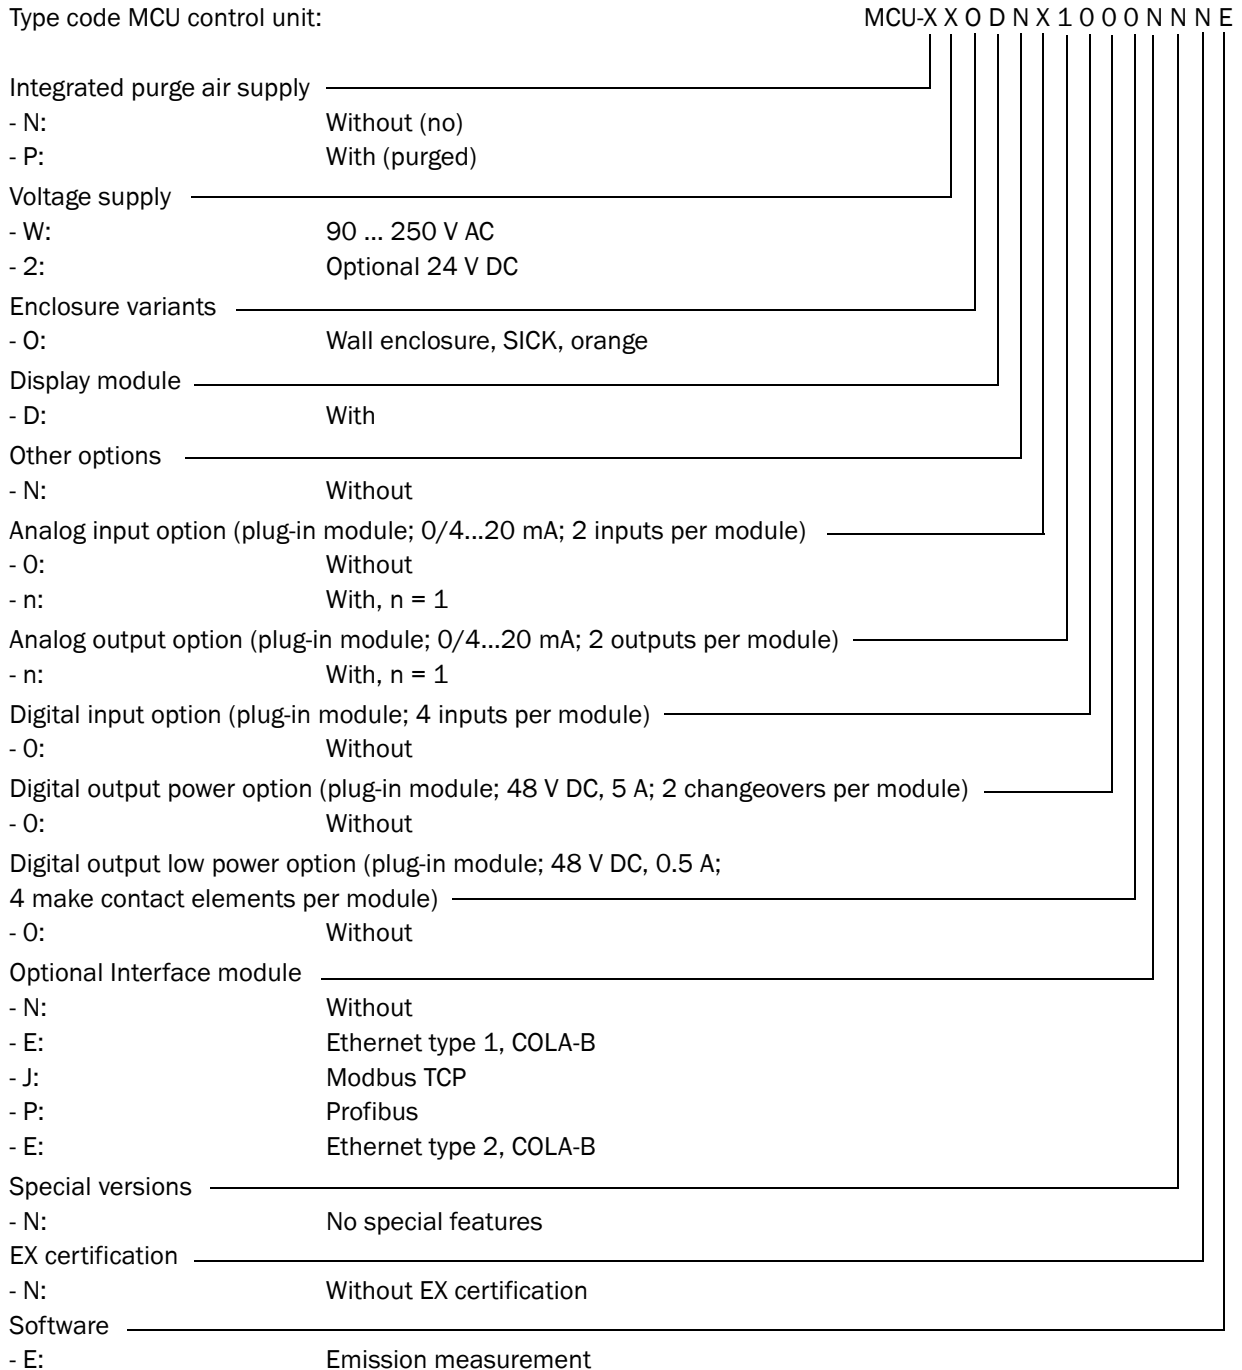 Type code MCU control unit: MCU-X X O D N X 1 0 0 0 N N N E
Integrated purge air supply
- N: Without (no)
- P: With (purged)
Voltage supply
- W: 90 ... 250 V AC
- 2: Optional 24 V DC
Enclosure variants
- O: Wall enclosure, SICK, orange
Display module
- D: With
Other options
- N: Without
Analog input option (plug-in module; 0/4...20 mA; 2 inputs per module)
- 0: Without
- n: With, n = 1
Analog output option (plug-in module; 0/4...20 mA; 2 outputs per module)
- n: With, n = 1
Digital input option (plug-in module; 4 inputs per module)
- 0: Without
Digital output power option (plug-in module; 48 V DC, 5 A; 2 changeovers per module)
- 0: Without
Digital output low power option (plug-in module; 48 V DC, 0.5 A;
4 make contact elements per module)
- 0: Without
Optional Interface module
- N: Without
- E: Ethernet type 1, COLA-B
- J: Modbus TCP
- P: Profibus
- E: Ethernet type 2, COLA-B
Special versions
- N: No special features
EX certification
- N: Without EX certification
Software
- E: Emission measurement